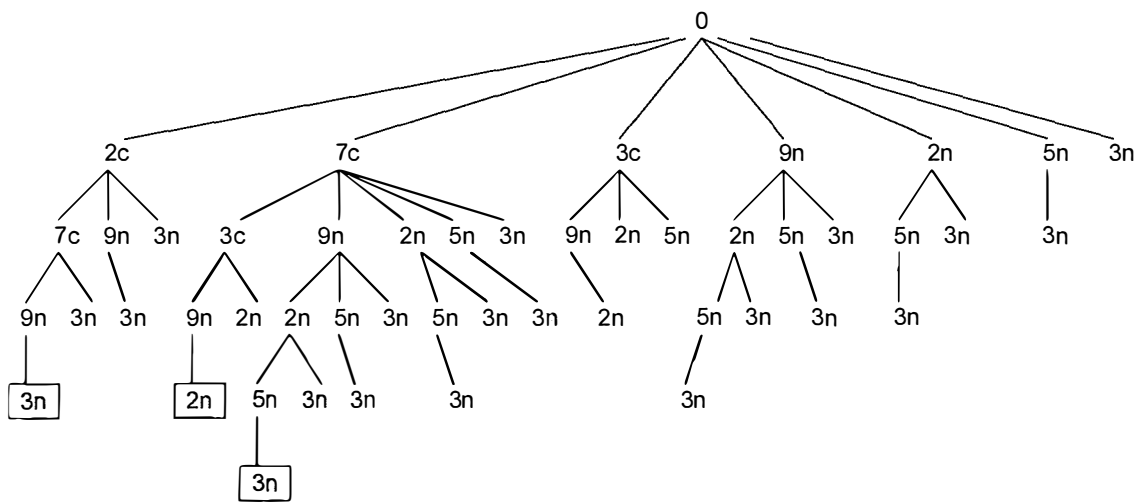 0
2c 7c 3c 9n 2n 5n 3n
7c 9n 3n 3c 9n 2n 5n 3n 9n 2n 5n 2n 5n 3n 5n 3n 3n
9n 3n 3n 9n 2n 2n 5n 3n 5n 3n 3n 2n 5n 3n 3n 3n
3n 2n 5n 3n 3n 3n 3n
3n